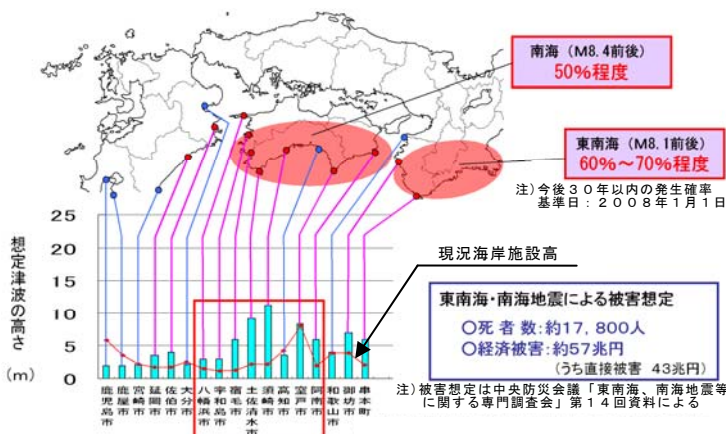 南海（M8.4前後）
50%程度
東南海（M8.1前後）
60%～70%程度
注）今後３０年以内の発生確率
基準日：２００８年１月１日
想定津波の高さ（m）
25
20
15
10
5
0
現況海岸施設高
東南海・南海地震による被害想定
○死 者 数：約17，800人
○経済被害：約57兆円
（うち直接被害 43兆円）
注）被害想定は中央防災会議「東南海、南海地震等
に関する専門調査会」第１４回資料による
鹿児島市
鹿屋市
宮崎市
延岡市
佐伯市
大分市
八幡浜市
宇和島市
宿毛市
土佐清水市
須崎市
高知市
室戸市
阿南市
和歌山市
御坊市
串本町